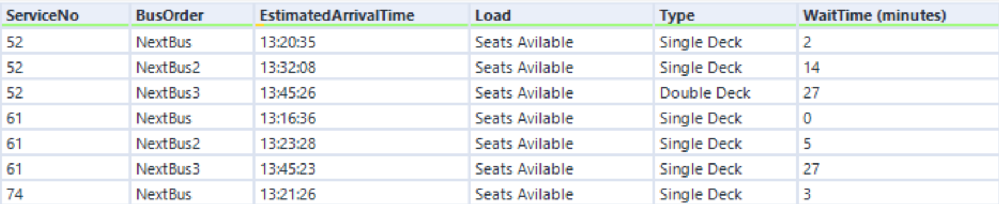 ServiceNo BusOrder EstimatedArrivalTime Load Type WaitTime (minutes)
52 NextBus 13:20:35 Seats Avilable Single Deck 2
52 NextBus2 13:32:08 Seats Avilable Single Deck 14
52 NextBus3 13:45:26 Seats Avilable Double Deck 27
61 NextBus 13:16:36 Seats Avilable Single Deck 0
61 NextBus2 13:23:28 Seats Avilable Single Deck 5
61 NextBus3 13:45:23 Seats Avilable Single Deck 27
74 NextBus 13:21:26 Seats Avilable Single Deck 3